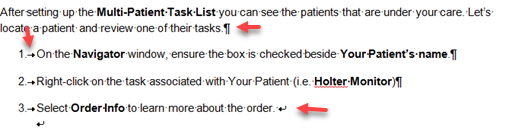 After setting up the Multi-Patient Task List you can see the patients that are under your care. Let's
locate a patient and review one of their tasks.¶
1.→On the Navigator window, ensure the box is checked beside Your Patient's name.¶
2.→Right-click on the task associated with Your Patient (i.e. Holter Monitor)¶
3.→Select Order Info to learn more about the order. ↵
↵